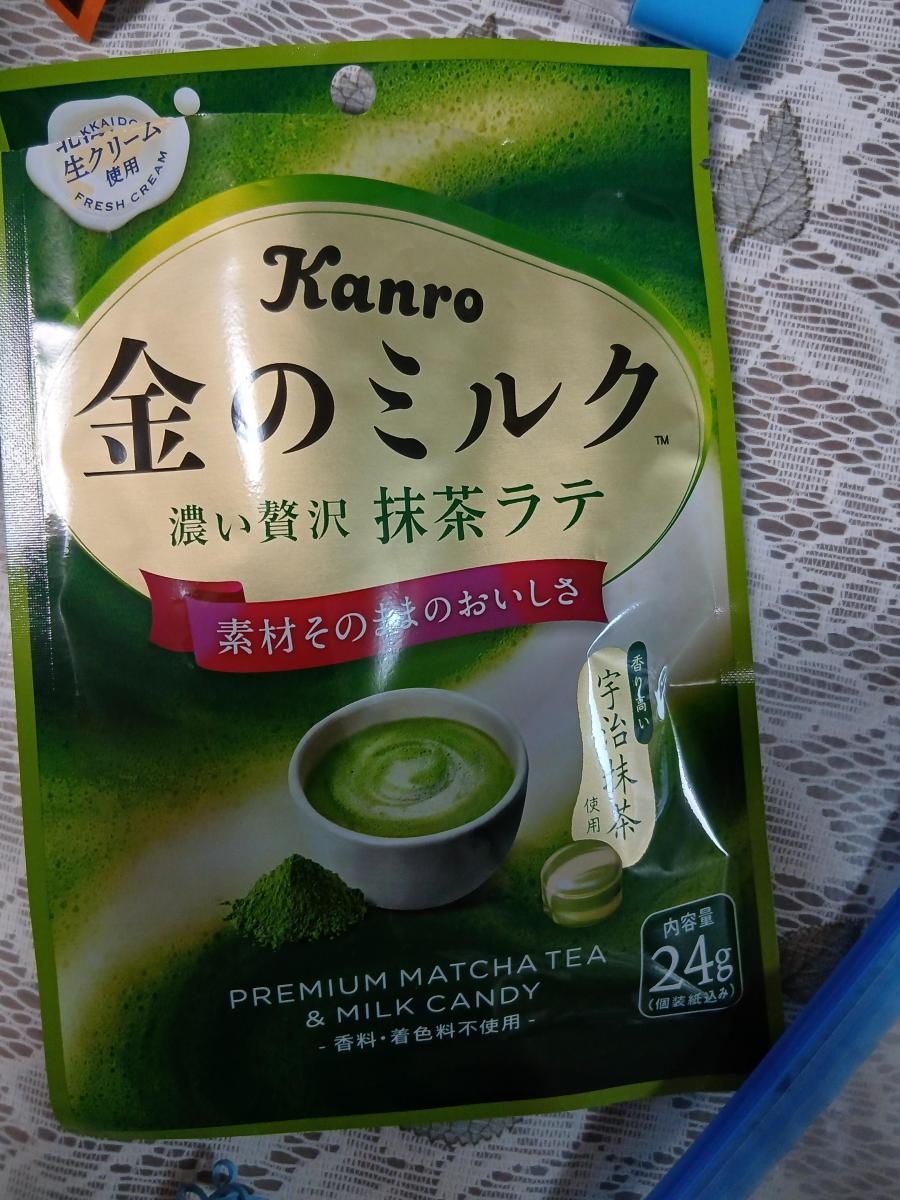 HOKKAIDO
生クリーム
使用
FRESH CREAM
Kanro
金のミルク™
濃い贅沢 抹茶ラテ
素材そのままのおいしさ
香り高い
宇治抹茶
使用
内容量
24g
(個装紙込み)
PREMIUM MATCHA TEA
& MILK CANDY
- 香料・着色料不使用 -